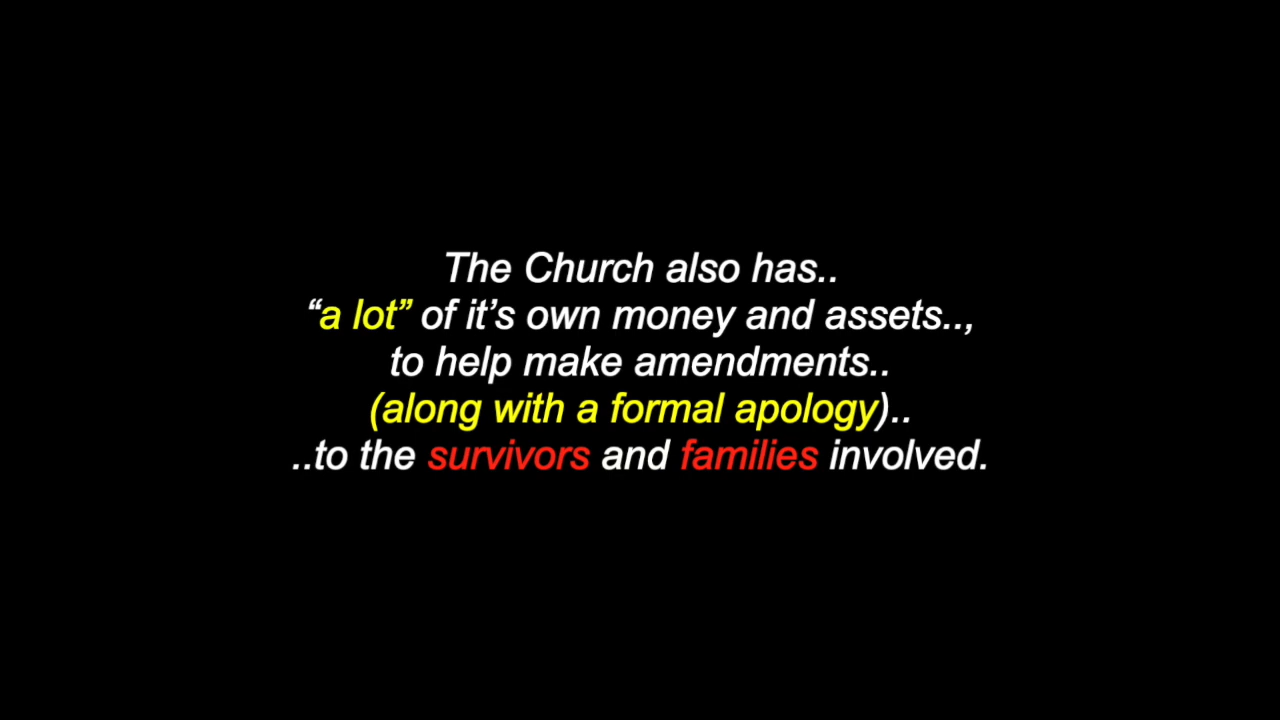 The Church also has..
“a lot” of it’s own money and assets..,
to help make amendments..
(along with a formal apology)..
..to the survivors and families involved.